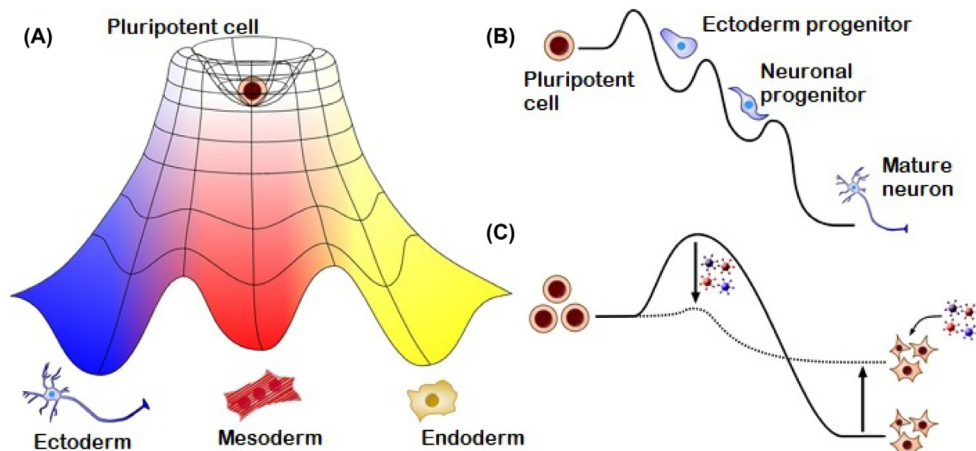 (A)
Pluripotent cell
Ectoderm
Mesoderm
Endoderm
(B)
Pluripotent
cell
Ectoderm progenitor
Neuronal
progenitor
Mature
neuron
(C)